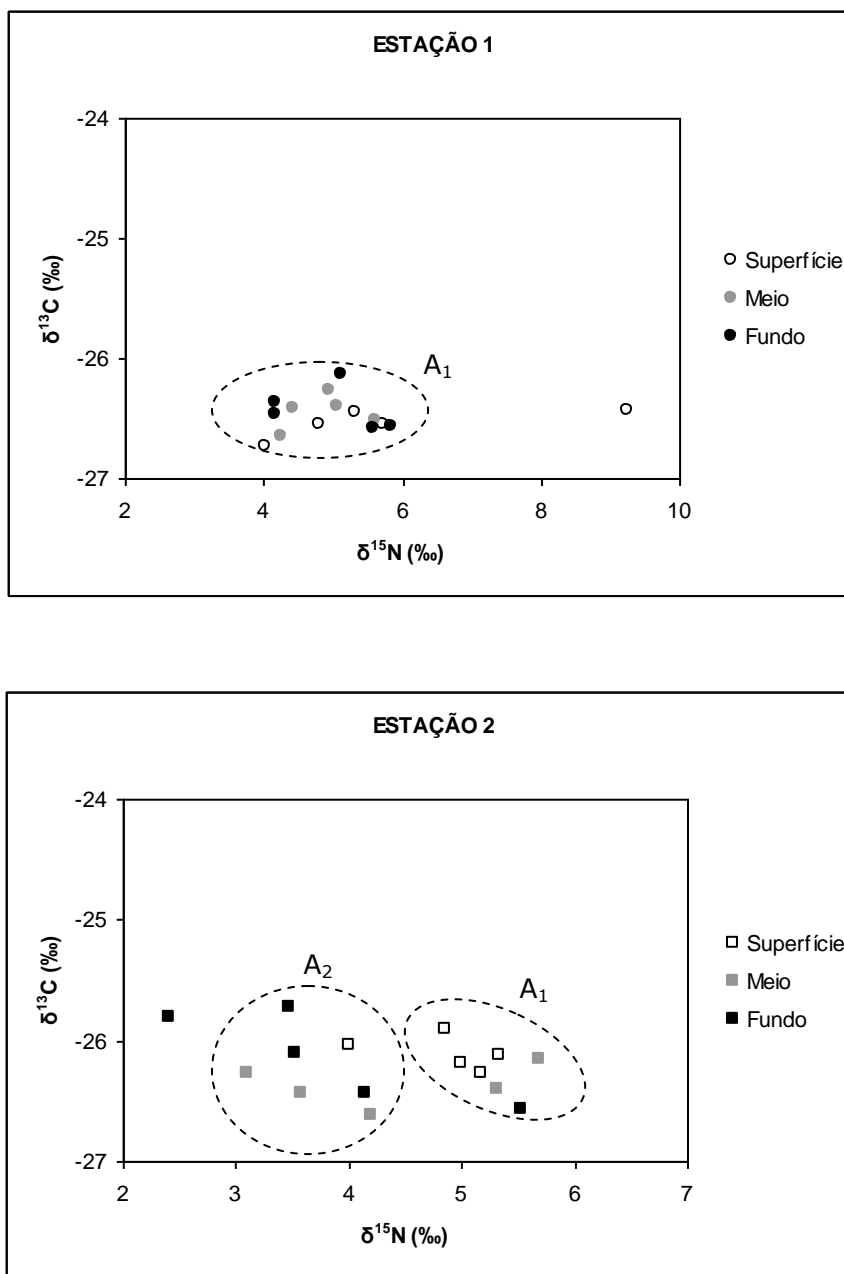 ESTAÇÃO 1
-24
-25
-26
-27
δ¹³C (‰)
A₁
2 4 6 8 10
δ¹⁵N (‰)
Superfície
Meio
Fundo
ESTAÇÃO 2
-24
-25
-26
-27
δ¹³C (‰)
A₂
A₁
2 3 4 5 6 7
δ¹⁵N (‰)
Superfície
Meio
Fundo